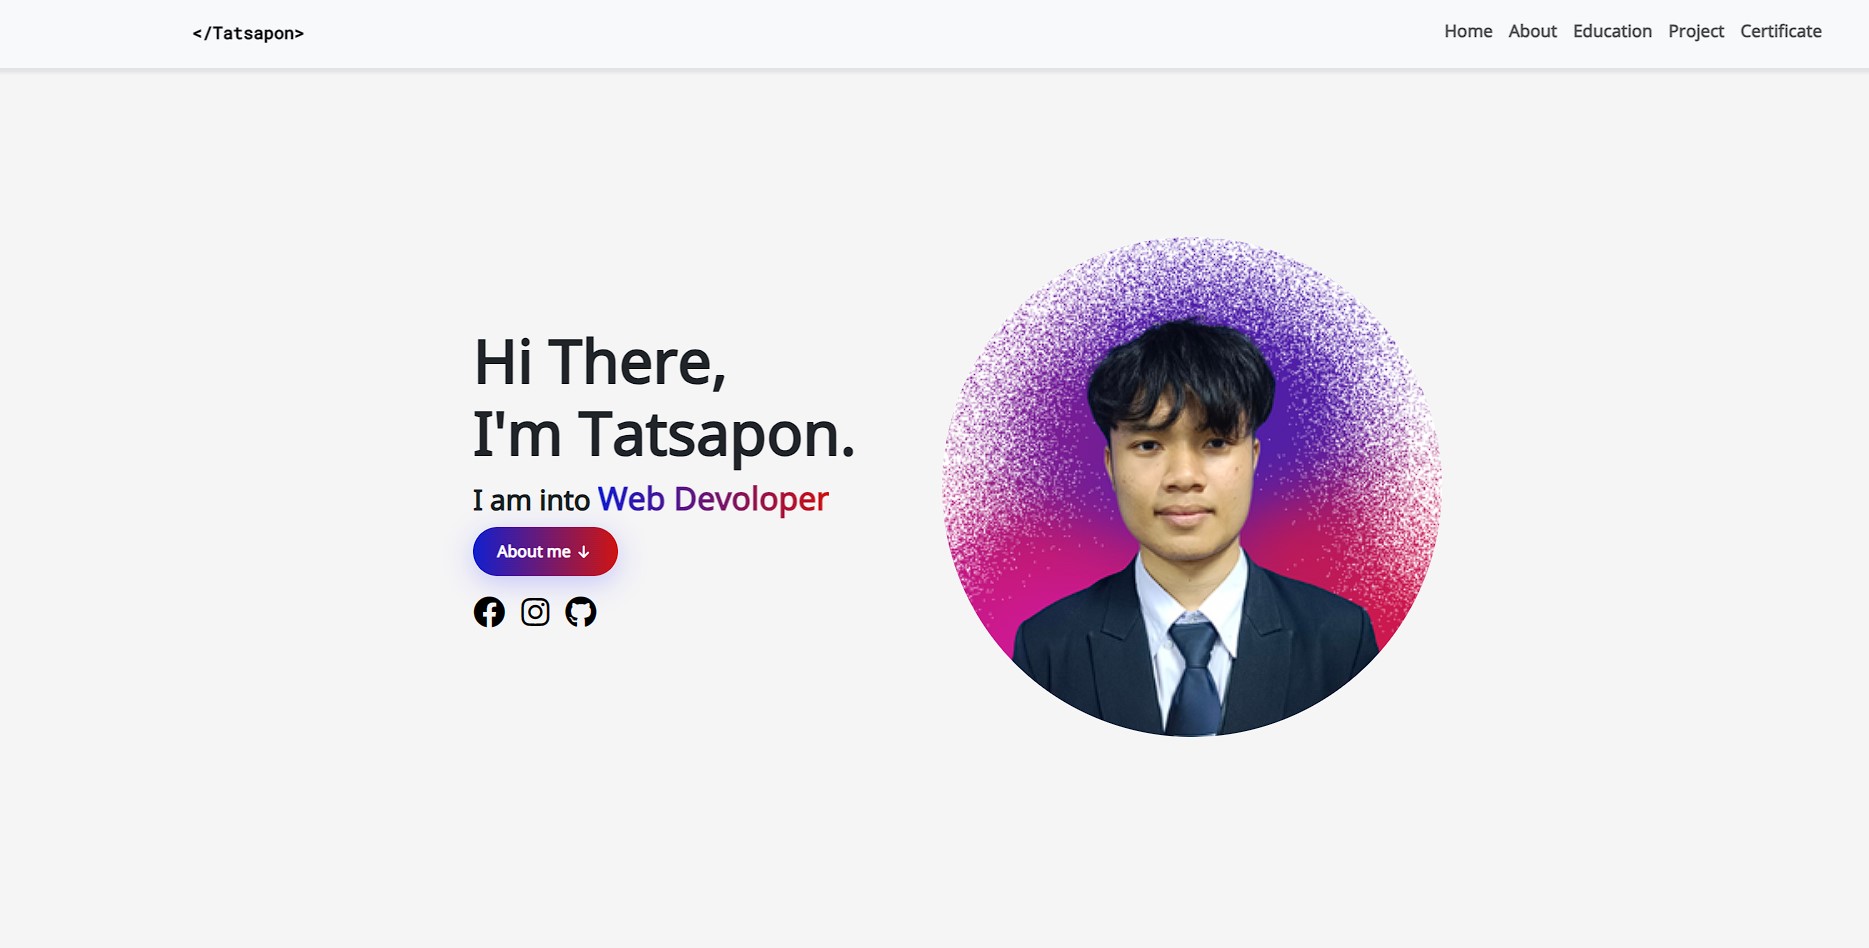 </Tatsapon>
Home About Education Project Certificate
Hi There,
I'm Tatsapon.
I am into Web Devoloper
About me ↓